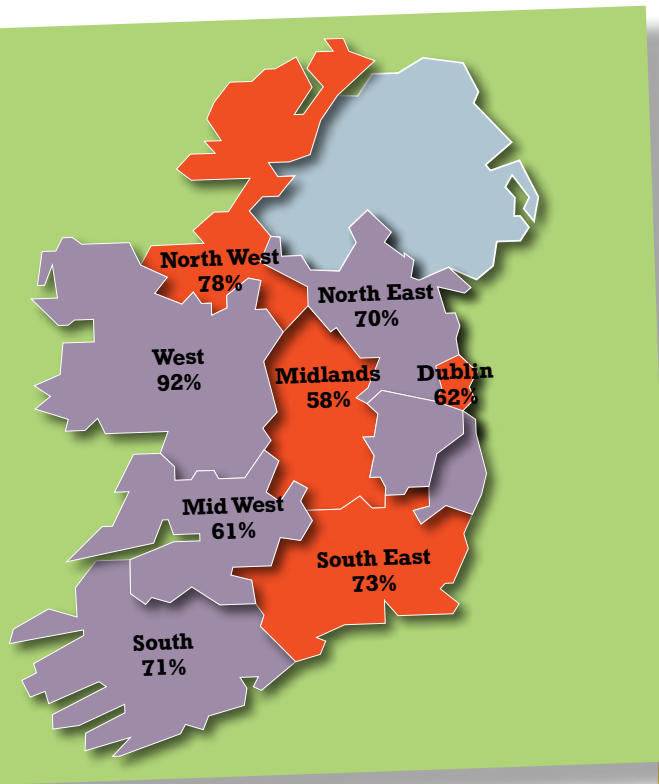 North West
78%
North East
70%
West
92%
Midlands
58%
Dublin
62%
Mid West
61%
South East
73%
South
71%